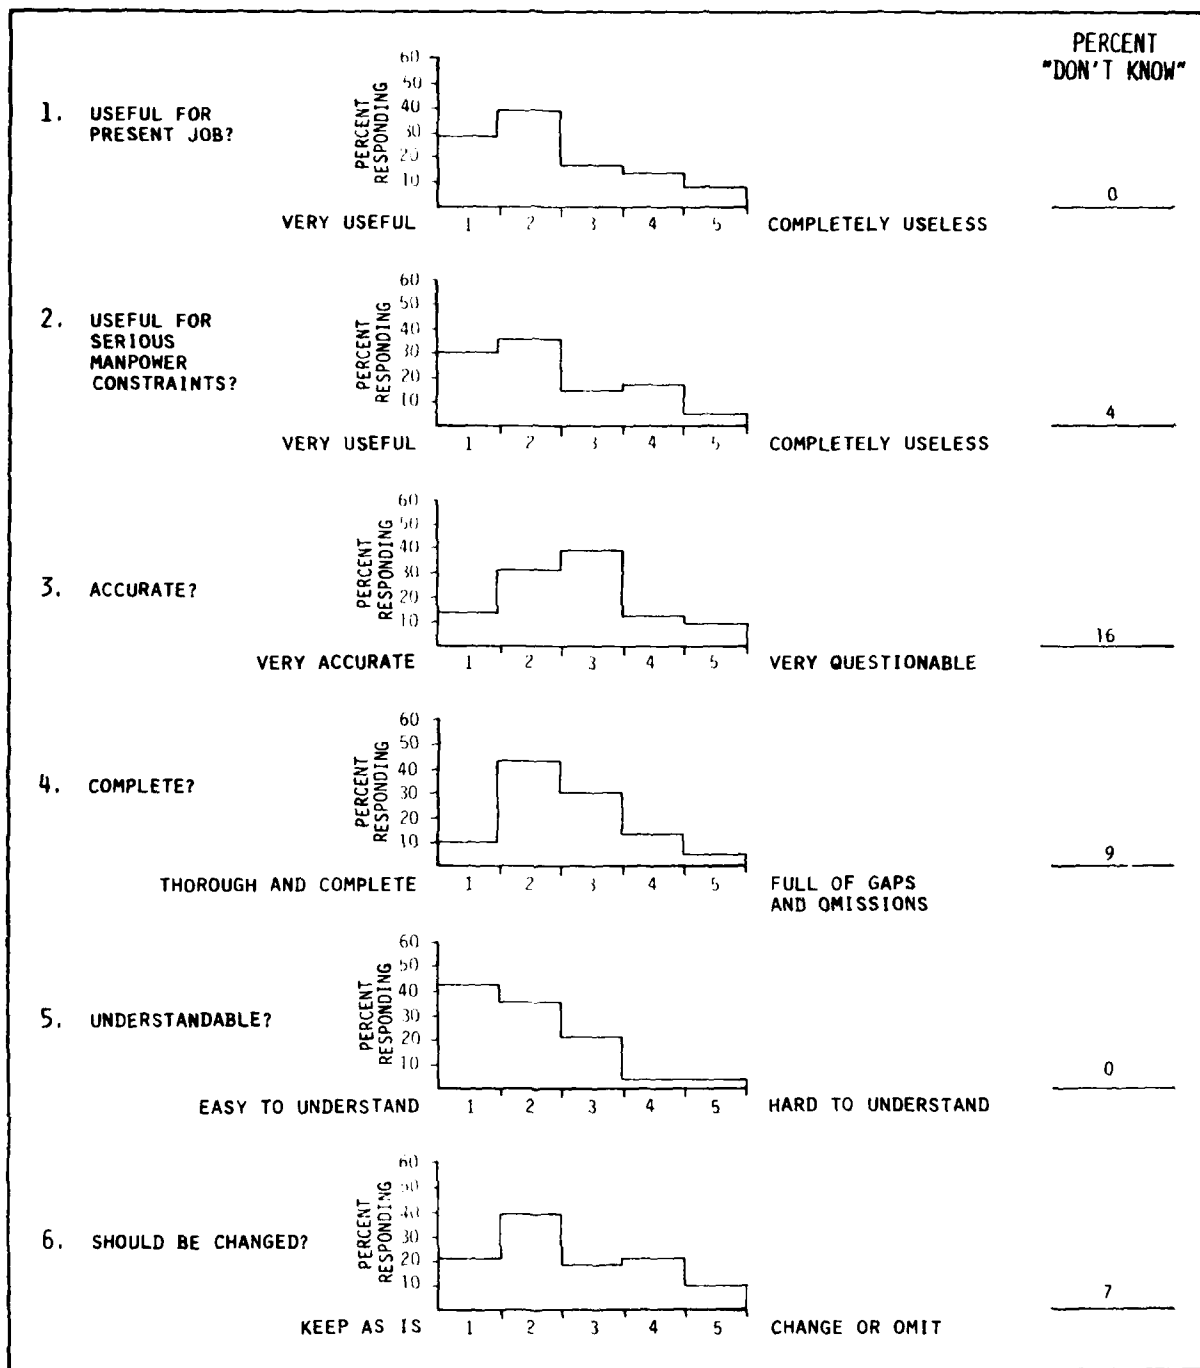 PERCENT
"DON'T KNOW"
1. USEFUL FOR
PRESENT JOB?
PERCENT
RESPONDING
60
50
40
30
20
10
VERY USEFUL 1 2 3 4 5 COMPLETELY USELESS
0
2. USEFUL FOR
SERIOUS
MANPOWER
CONSTRAINTS?
PERCENT
RESPONDING
60
50
40
30
20
10
VERY USEFUL 1 2 3 4 5 COMPLETELY USELESS
4
3. ACCURATE?
PERCENT
RESPONDING
60
50
40
30
20
10
VERY ACCURATE 1 2 3 4 5 VERY QUESTIONABLE
16
4. COMPLETE?
PERCENT
RESPONDING
60
50
40
30
20
10
THOROUGH AND COMPLETE 1 2 3 4 5 FULL OF GAPS
AND OMISSIONS
9
5. UNDERSTANDABLE?
PERCENT
RESPONDING
60
50
40
30
20
10
EASY TO UNDERSTAND 1 2 3 4 5 HARD TO UNDERSTAND
0
6. SHOULD BE CHANGED?
PERCENT
RESPONDING
60
50
40
30
20
10
KEEP AS IS 1 2 3 4 5 CHANGE OR OMIT
7